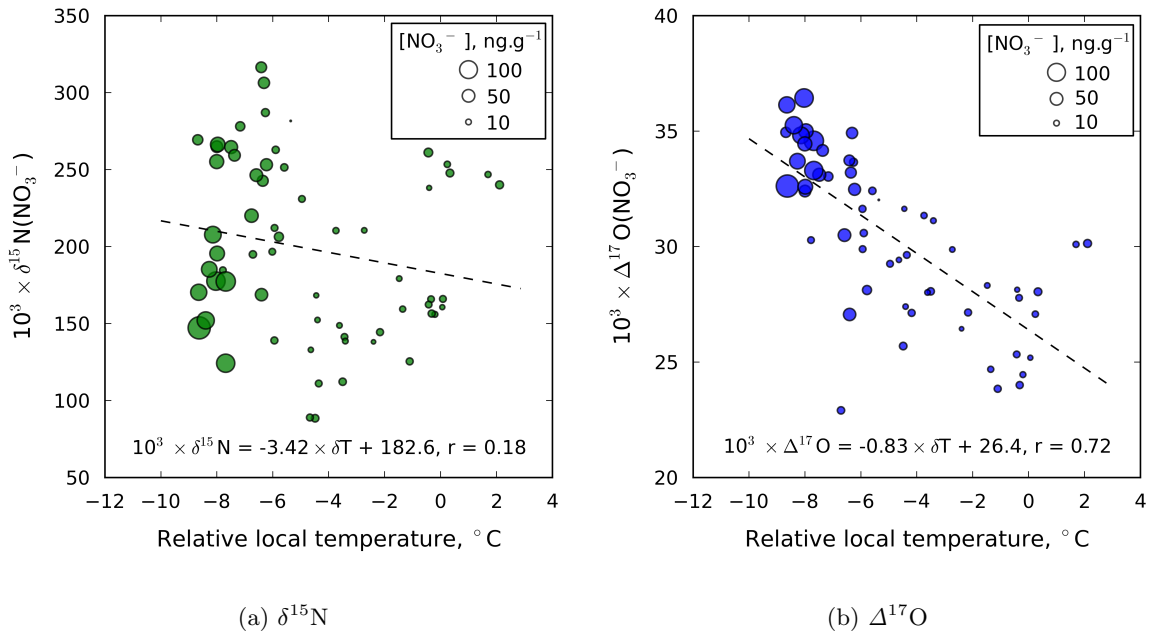 350
300
250
200
150
100
50
10³ × δ¹⁵N(NO₃⁻)
[NO₃⁻ ], ng.g⁻¹
100
50
10
10³ × δ¹⁵N = -3.42 × δT + 182.6, r = 0.18
−12 −10 −8 −6 −4 −2 0 2 4
Relative local temperature, °C
(a) δ¹⁵N
40
35
30
25
20
10³ × Δ¹⁷O(NO₃⁻)
[NO₃⁻ ], ng.g⁻¹
100
50
10
10³ × Δ¹⁷O = -0.83 × δT + 26.4, r = 0.72
−12 −10 −8 −6 −4 −2 0 2 4
Relative local temperature, °C
(b) Δ¹⁷O